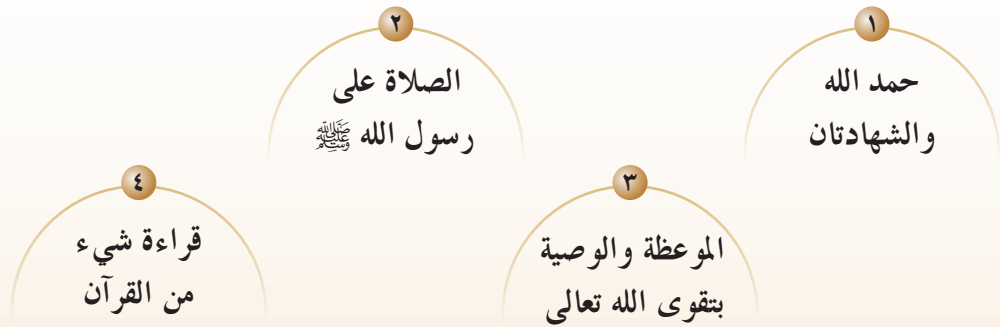 ١
حمد الله
والشهادتان
٢
الصلاة على
رسول الله ﷺ
٣
الموعظة والوصية
بتقوى الله تعالى
٤
قراءة شيء
من القرآن